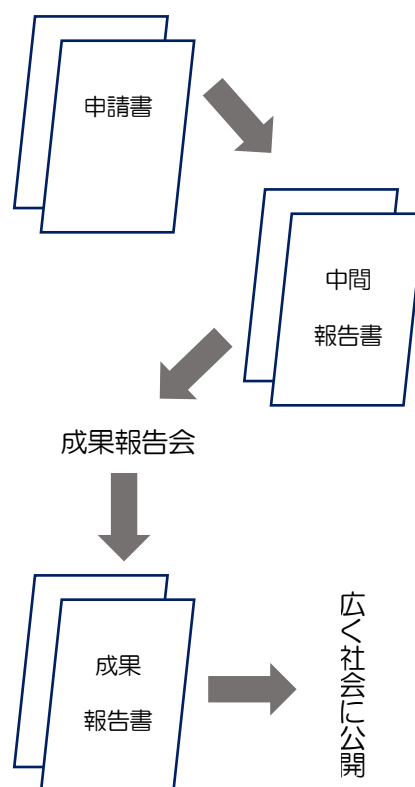 申請書
中間
報告書
成果報告会
成果
報告書
広く社会に公開